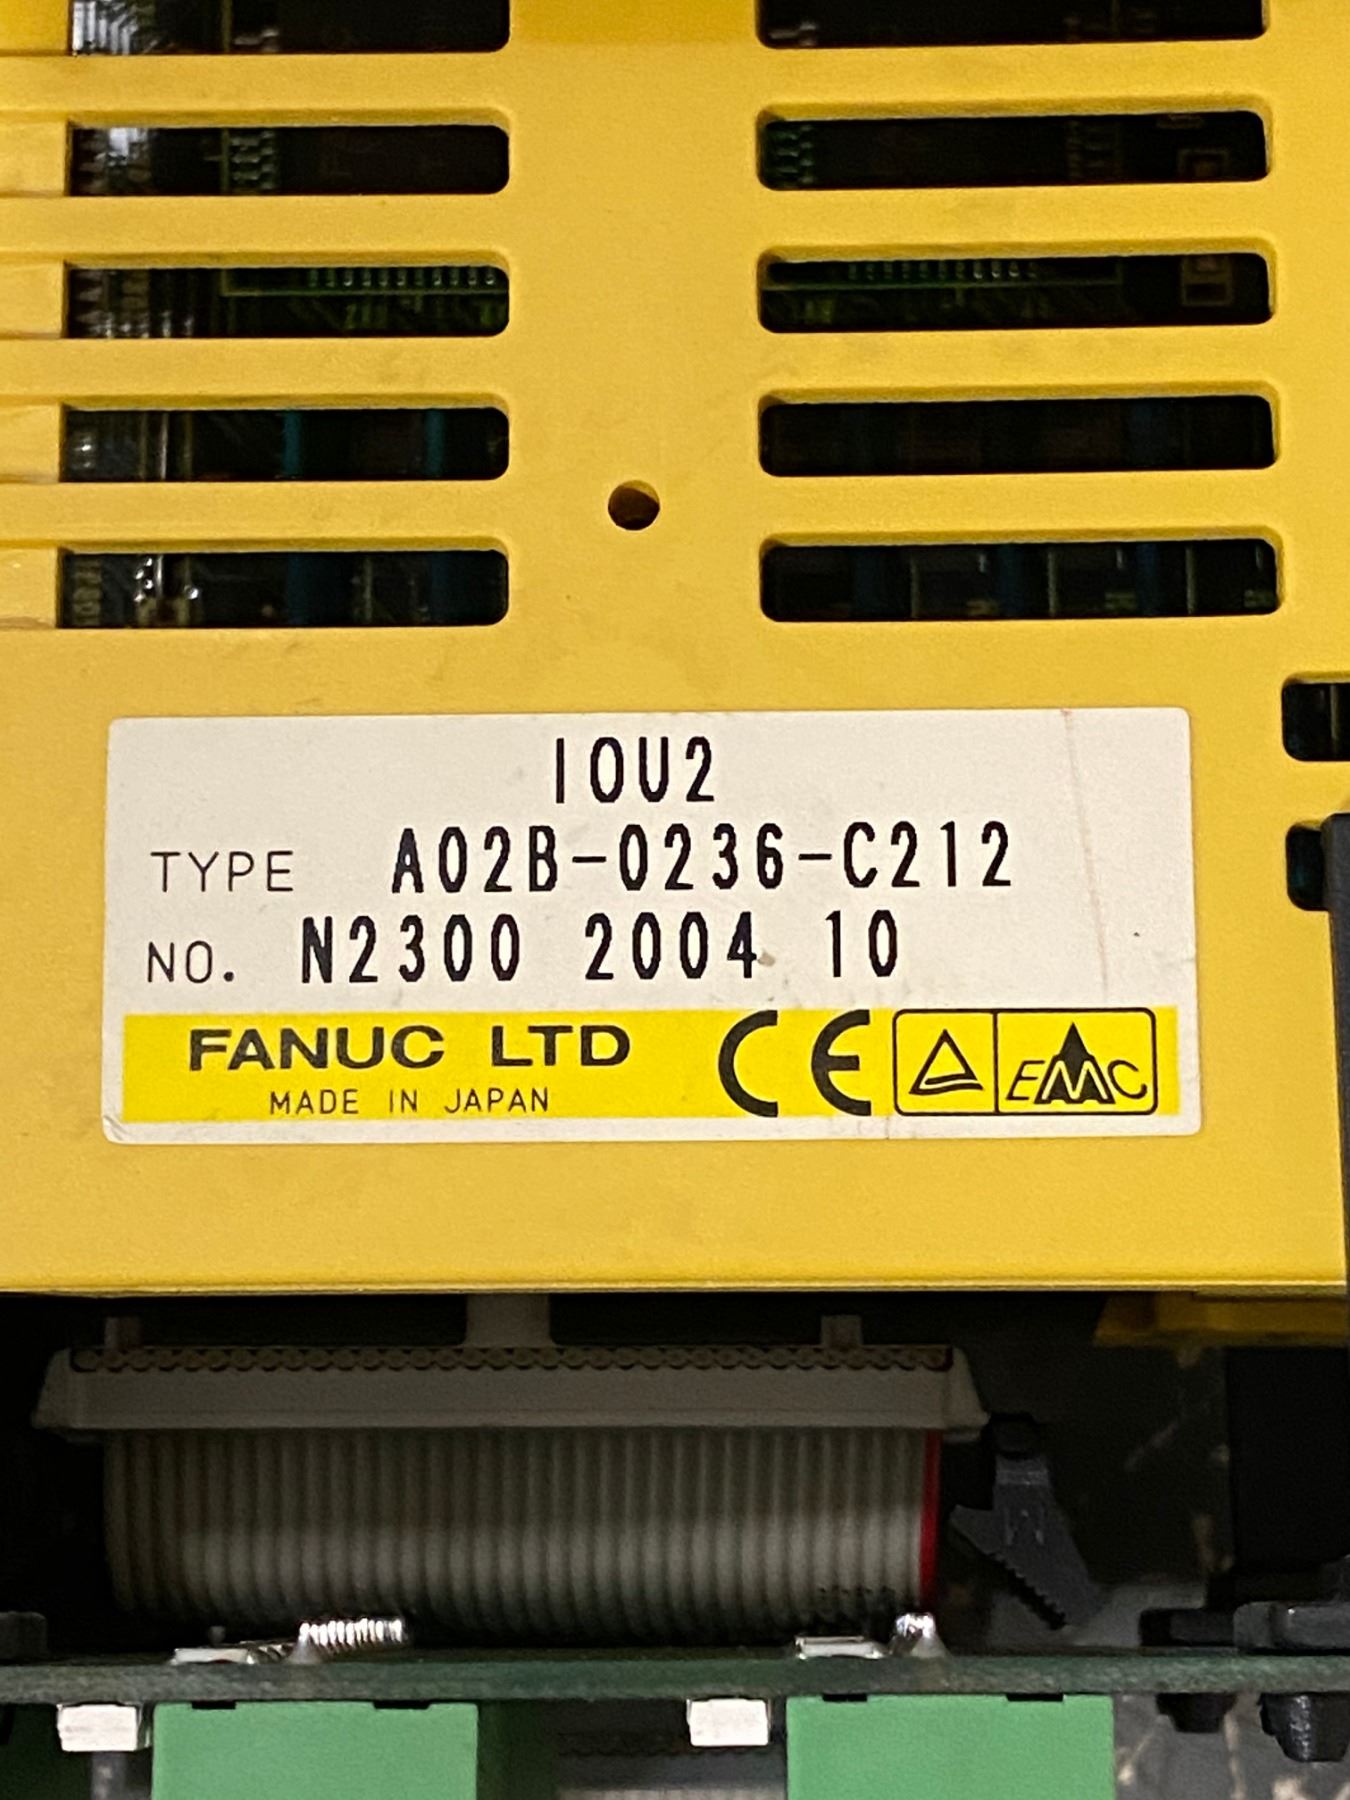 IOU2
TYPE A02B-0236-C212
NO. N2300 2004.10
FANUC LTD CE EMC
MADE IN JAPAN